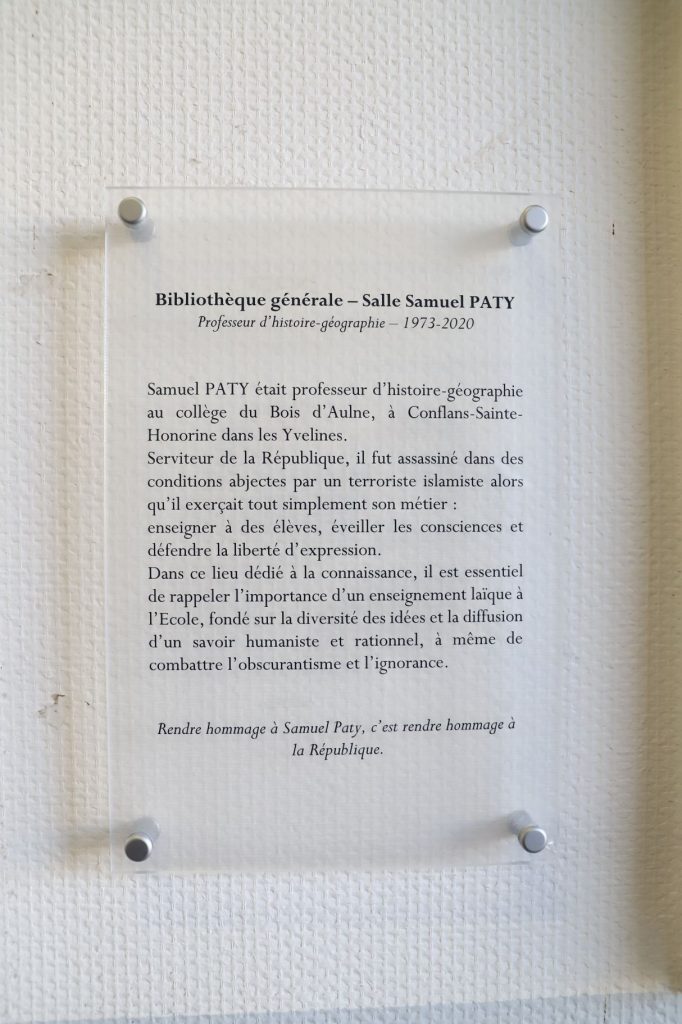 Bibliothèque générale – Salle Samuel PATY
Professeur d'histoire-géographie – 1973-2020
Samuel PATY était professeur d'histoire-géographie
au collège du Bois d'Aulne, à Conflans-Sainte-
Honorine dans les Yvelines.
Serviteur de la République, il fut assassiné dans des
conditions abjectes par un terroriste islamiste alors
qu'il exerçait tout simplement son métier :
enseigner à des élèves, éveiller les consciences et
défendre la liberté d'expression.
Dans ce lieu dédié à la connaissance, il est essentiel
de rappeler l'importance d'un enseignement laïque à
l'Ecole, fondé sur la diversité des idées et la diffusion
d'un savoir humaniste et rationnel, à même de
combattre l'obscurantisme et l'ignorance.
Rendre hommage à Samuel Paty, c'est rendre hommage à
la République.